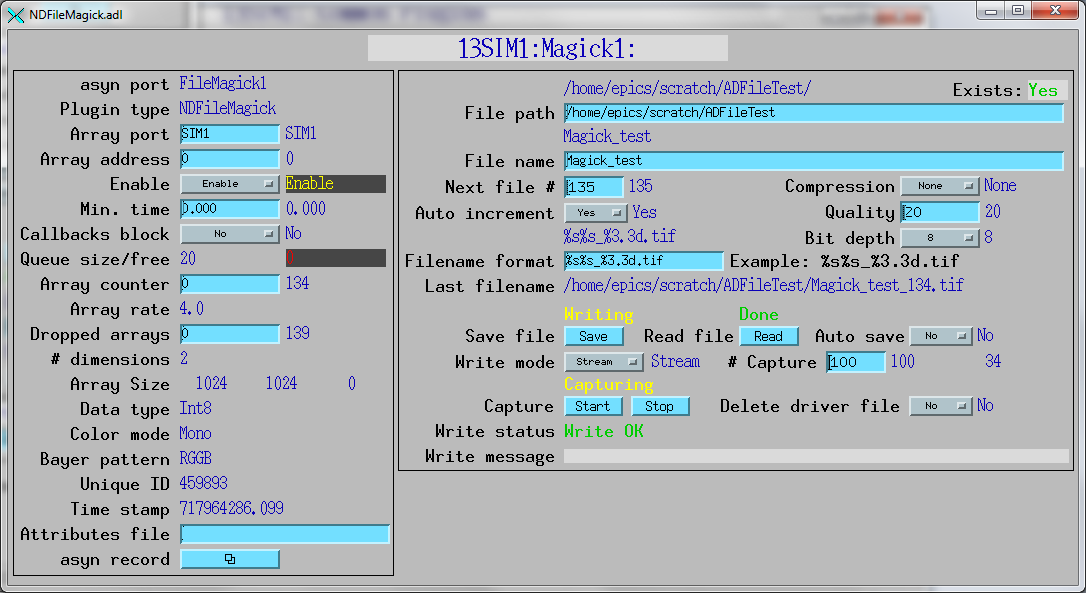 NDFileMagick.adl
13SIM1:Magick1:
asyn port FileMagick1
Plugin type NDFileMagick
Array port SIM1 SIM1
Array address 0 0
Enable Enable Enable
Min. time 0.000 0.000
Callbacks block No No
Queue size/free 20 0
Array counter 0 134
Array rate 4.0
Dropped arrays 0 139
# dimensions 2
Array Size 1024 1024 0
Data type Int8
Color mode Mono
Bayer pattern RGGB
Unique ID 459893
Time stamp 717964286.099
Attributes file
asyn record
/home/epics/scratch/ADFileTest/ Exists: Yes
File path /home/epics/scratch/ADFileTest
Magick_test
File name Magick_test
Next file # 135 135 Compression None None
Auto increment Yes Yes Quality 20 20
%s%s_%3.3d.tif Bit depth 8 8
Filename format %s%s_%3.3d.tif Example: %s%s_%3.3d.tif
Last filename /home/epics/scratch/ADFileTest/Magick_test_134.tif
Writing Done
Save file Save Read file Read Auto save No No
Write mode Stream Stream # Capture 100 100 34
Capturing
Capture Start Stop Delete driver file No No
Write status Write OK
Write message